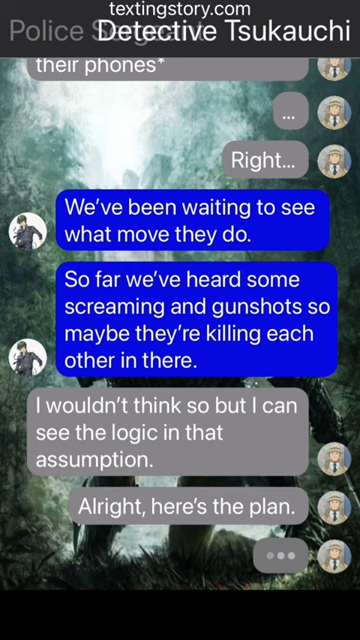 textingstory.com
Police Sergeant
Detective Tsukauchi
their phones*
...
Right...
We've been waiting to see
what move they do.
So far we've heard some
screaming and gunshots so
maybe they're killing each
other in there.
I wouldn't think so but I can
see the logic in that
assumption.
Alright, here's the plan.